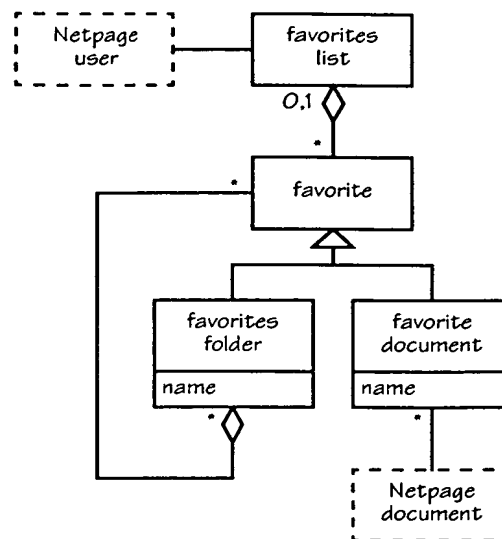 Netpage
user
favorites
list
0,1
*
*
favorite
favorites
folder
name
*
favorite
document
name
*
Netpage
document